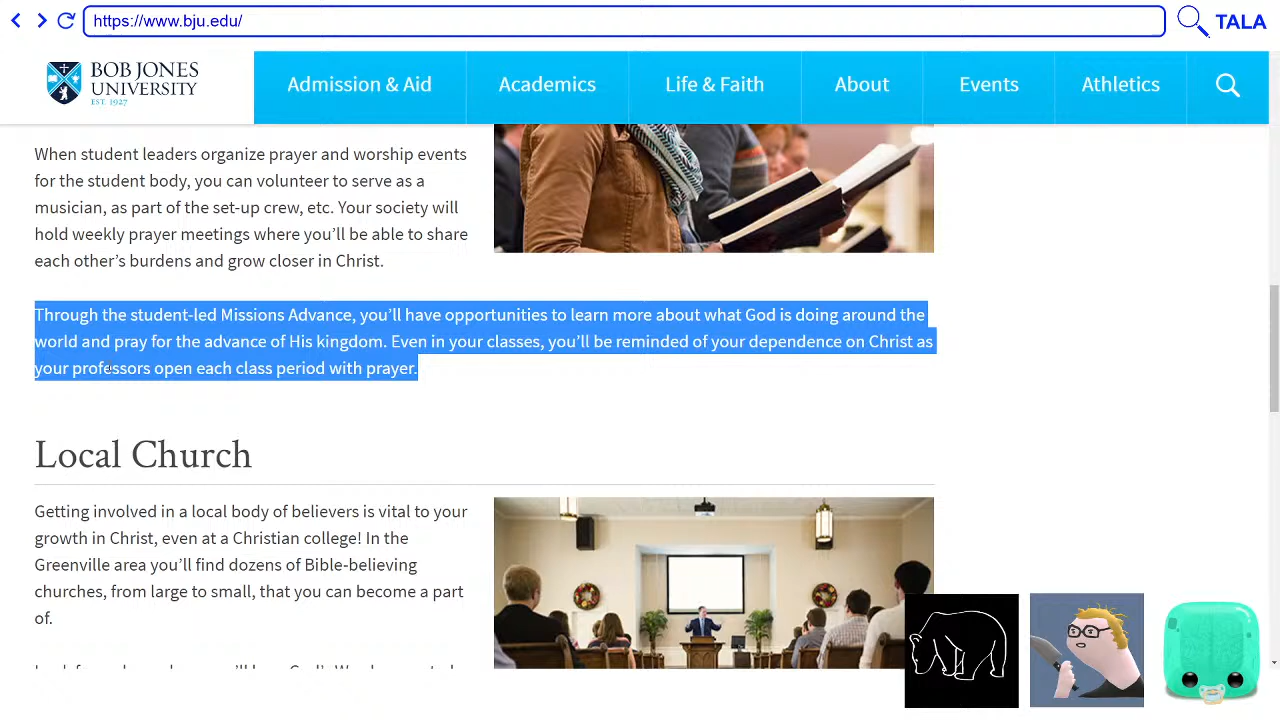 https://www.bju.edu/
TALA
BOB JONES
UNIVERSITY
EST. 1927
Admission & Aid
Academics
Life & Faith
About
Events
Athletics
When student leaders organize prayer and worship events
for the student body, you can volunteer to serve as a
musician, as part of the set-up crew, etc. Your society will
hold weekly prayer meetings where you’ll be able to share
each other’s burdens and grow closer in Christ.
Through the student-led Missions Advance, you’ll have opportunities to learn more about what God is doing around the
world and pray for the advance of His kingdom. Even in your classes, you’ll be reminded of your dependence on Christ as
your professors open each class period with prayer.
Local Church
Getting involved in a local body of believers is vital to your
growth in Christ, even at a Christian college! In the
Greenville area you’ll find dozens of Bible-believing
churches, from large to small, that you can become a part
of.